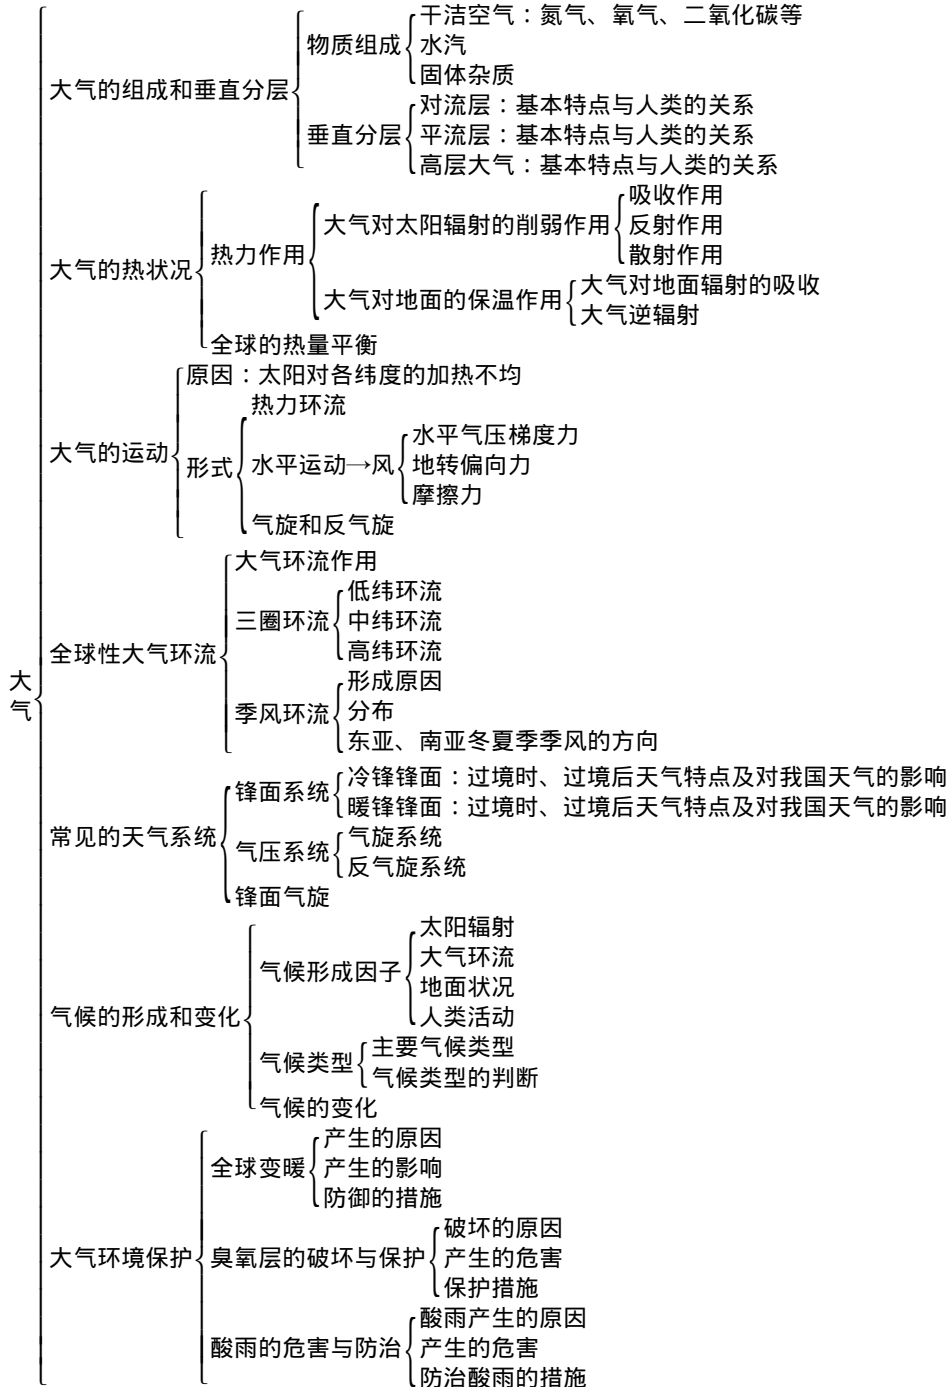 大气
大气的组成和垂直分层
物质组成
干洁空气：氮气、氧气、二氧化碳等
水汽
固体杂质
垂直分层
对流层：基本特点与人类的关系
平流层：基本特点与人类的关系
高层大气：基本特点与人类的关系
大气的热状况
热力作用
大气对太阳辐射的削弱作用
吸收作用
反射作用
散射作用
大气对地面的保温作用
大气对地面辐射的吸收
大气逆辐射
全球的热量平衡
大气的运动
原因：太阳对各纬度的加热不均
形式
热力环流
水平运动→风
水平气压梯度力
地转偏向力
摩擦力
气旋和反气旋
全球性大气环流
大气环流作用
三圈环流
低纬环流
中纬环流
高纬环流
季风环流
形成原因
分布
东亚、南亚冬夏季季风的方向
常见的天气系统
锋面系统
冷锋锋面：过境时、过境后天气特点及对我国天气的影响
暖锋锋面：过境时、过境后天气特点及对我国天气的影响
气压系统
气旋系统
反气旋系统
锋面气旋
气候的形成和变化
气候形成因子
太阳辐射
大气环流
地面状况
人类活动
气候类型
主要气候类型
气候类型的判断
气候的变化
大气环境保护
全球变暖
产生的原因
产生的影响
防御的措施
臭氧层的破坏与保护
破坏的原因
产生的危害
保护措施
酸雨的危害与防治
酸雨产生的原因
产生的危害
防治酸雨的措施